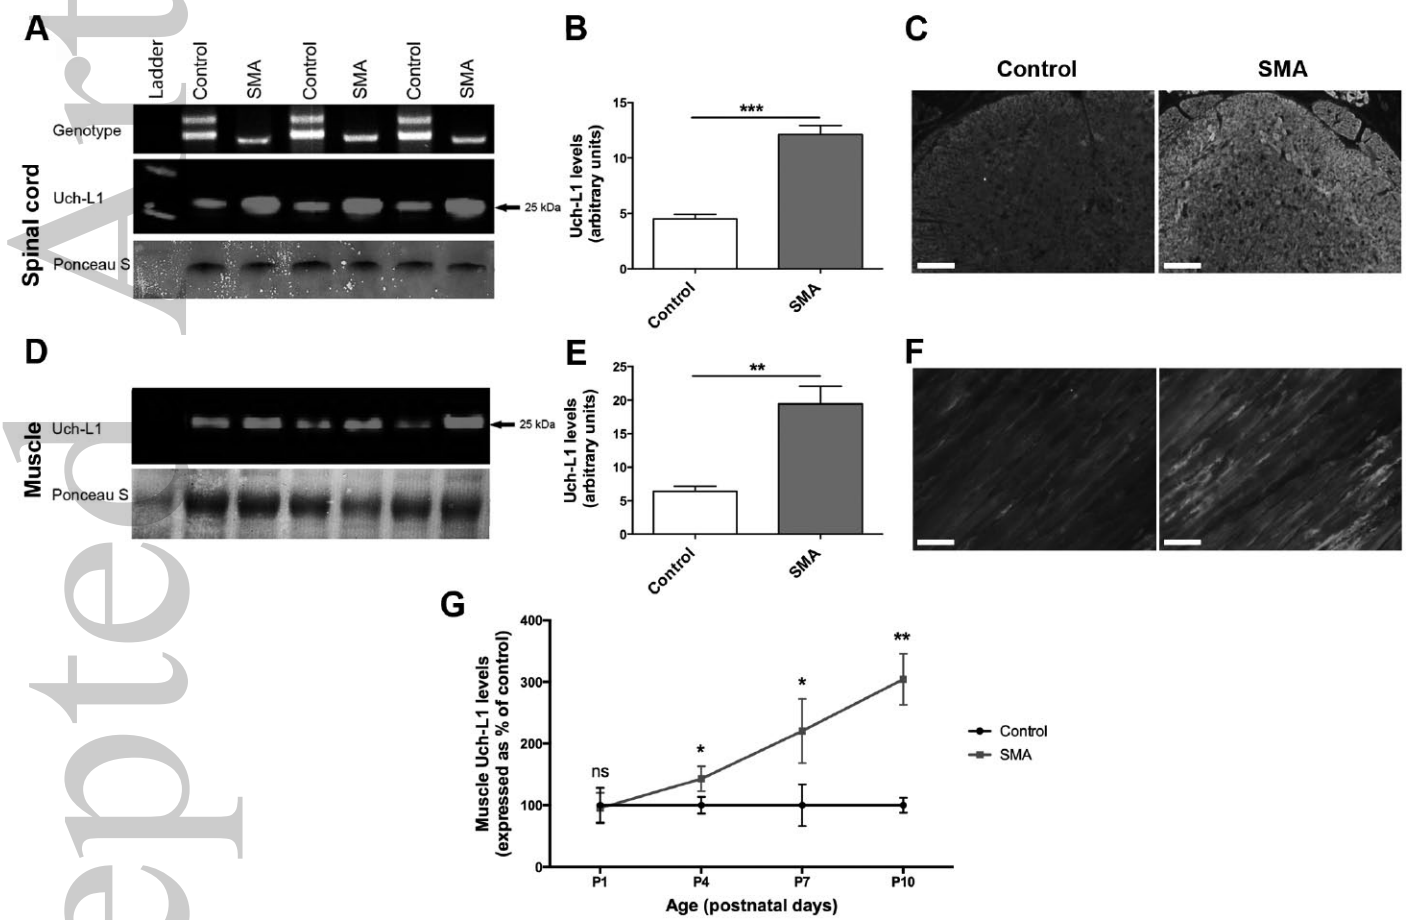 A
B
C
Ladder
Control
SMA
Control
SMA
Control
SMA
Spinal cord
Genotype
Uch-L1
25 kDa
Ponceau S
Uch-L1 levels
(arbitrary units)
15
10
5
0
***
Control
SMA
Control
SMA
D
E
F
Muscle
Uch-L1
25 kDa
Ponceau S
Uch-L1 levels
(arbitrary units)
25
20
15
10
5
0
**
Control
SMA
G
Muscle Uch-L1 levels
(expressed as % of control)
400
300
200
100
0
ns
*
*
**
P1
P4
P7
P10
Age (postnatal days)
Control
SMA
epted Art